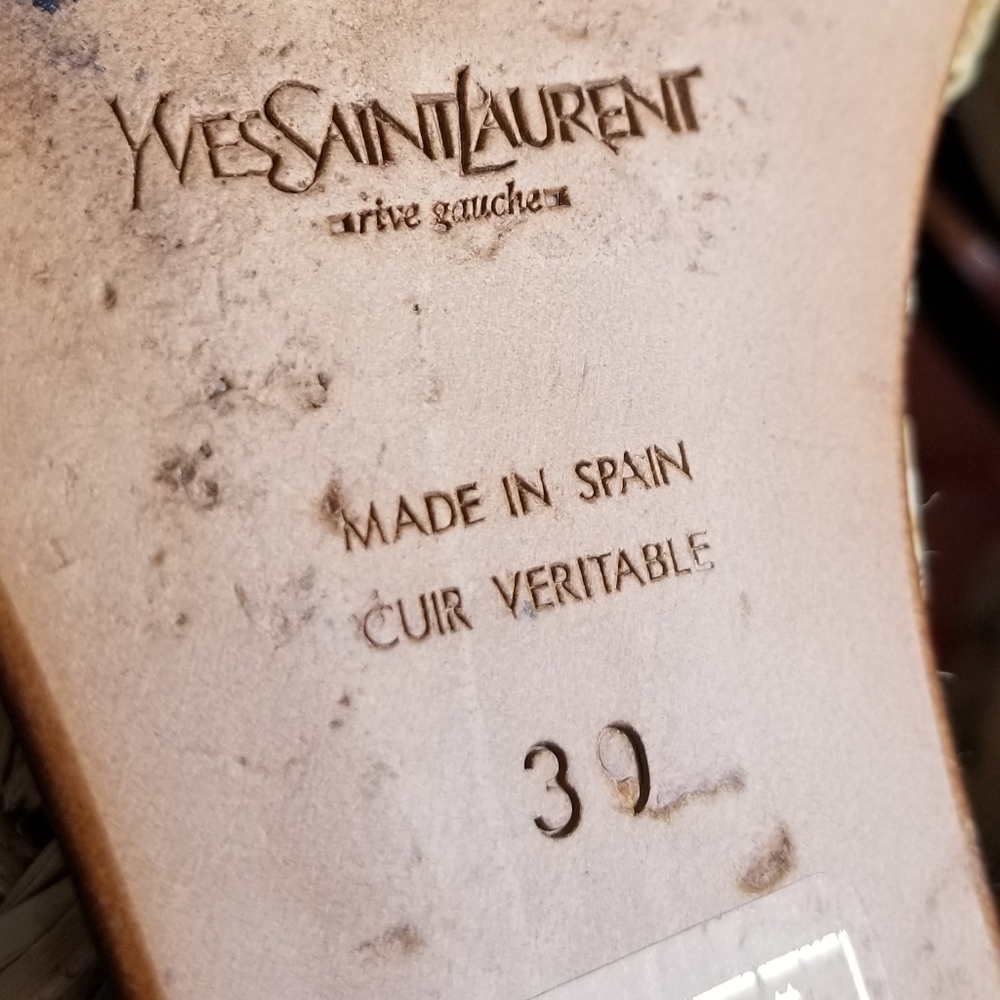 YVESSAINTLAURENT
rive gauche
MADE IN SPAIN
CUIR VERITABLE
39